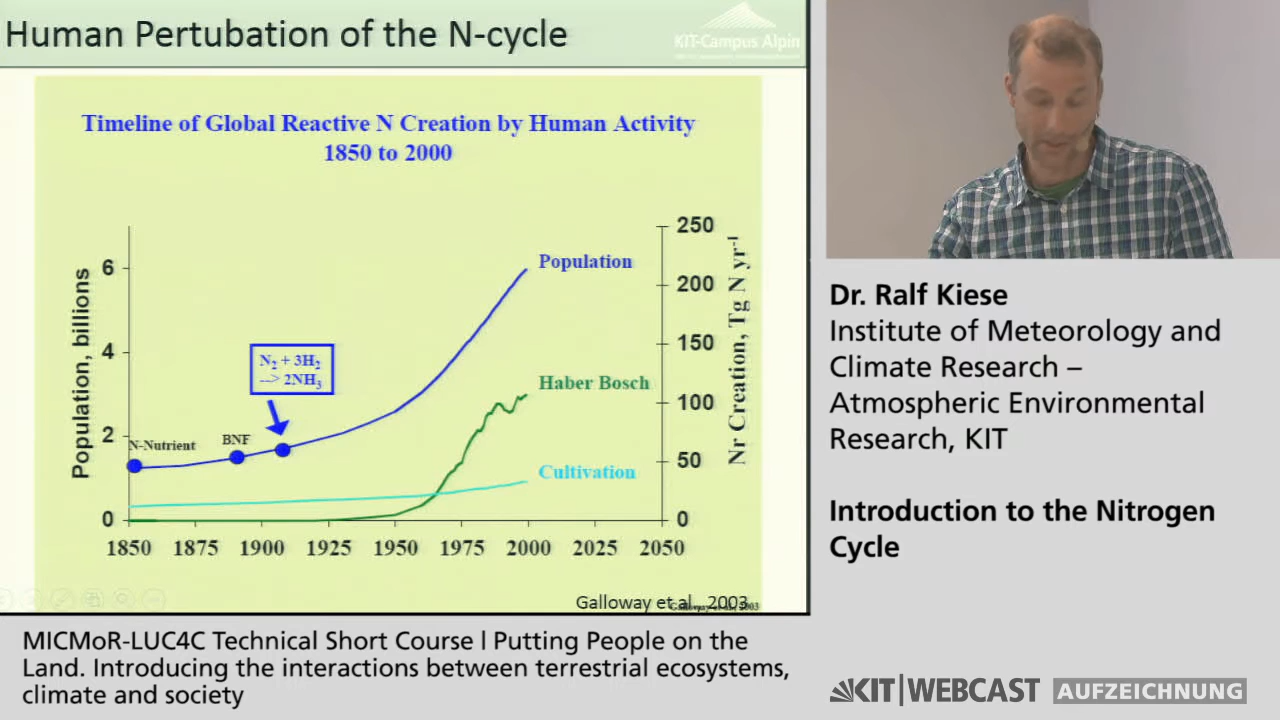 Human Pertubation of the N-cycle
KIT-Campus Alpin
Timeline of Global Reactive N Creation by Human Activity
1850 to 2000
Population, billions
6
4
2
0
N-Nutrient
BNF
N2 + 3H2
--> 2NH3
Population
Haber Bosch
Cultivation
250
200
150
100
50
0
Nr Creation, Tg N yr-1
1850 1875 1900 1925 1950 1975 2000 2025 2050
Galloway et al., 2003
Dr. Ralf Kiese
Institute of Meteorology and
Climate Research –
Atmospheric Environmental
Research, KIT
Introduction to the Nitrogen
Cycle
MICMoR-LUC4C Technical Short Course | Putting People on the
Land. Introducing the interactions between terrestrial ecosystems,
climate and society
KIT|WEBCAST AUFZEICHNUNG